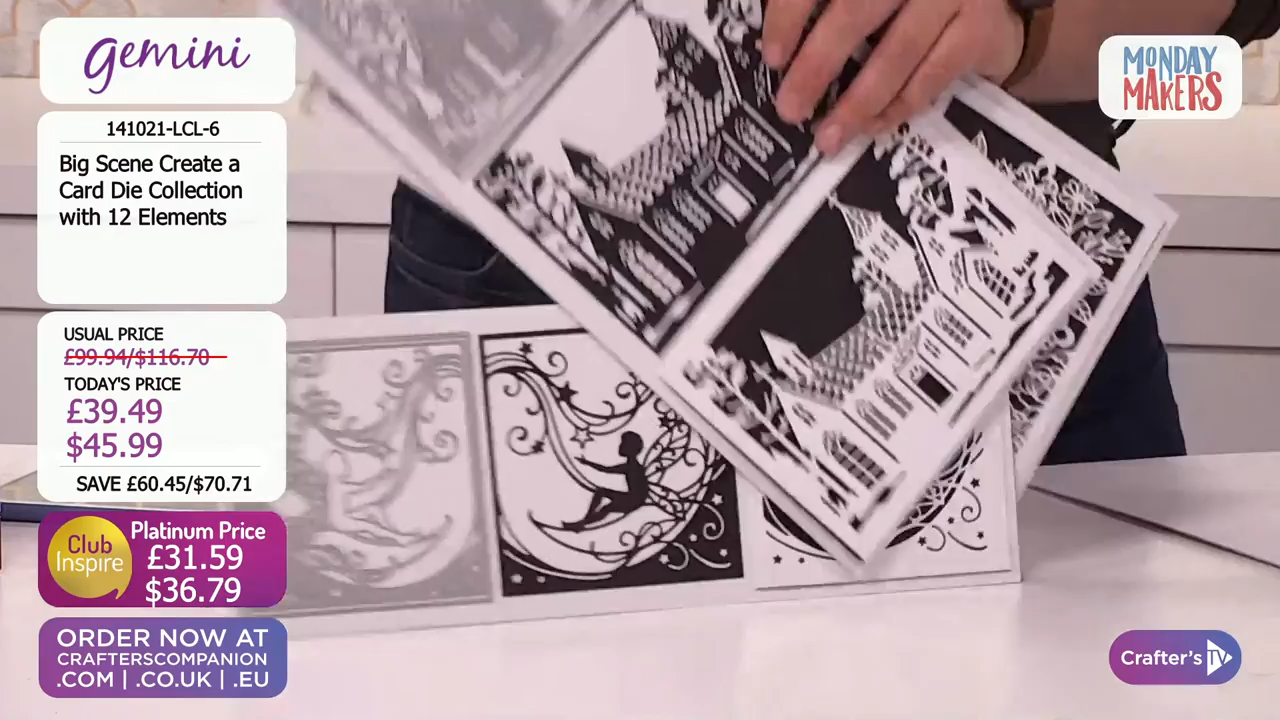 gemini
141021-LCL-6
Big Scene Create a
Card Die Collection
with 12 Elements
USUAL PRICE
£99.94/$116.70
TODAY'S PRICE
£39.49
$45.99
SAVE £60.45/$70.71
Club
Inspire
Platinum Price
£31.59
$36.79
ORDER NOW AT
CRAFTERSCOMPANION
.COM | .CO.UK | .EU
MONDAY
MAKERS
Crafter's TV